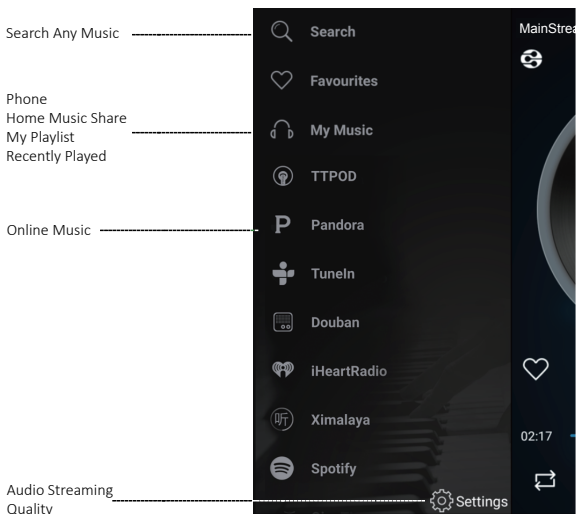 Search Any Music
Phone
Home Music Share
My Playlist
Recently Played
Online Music
Audio Streaming
Quality
Search
Favourites
My Music
TTPOD
P Pandora
TuneIn
Douban
iHeartRadio
听 Ximalaya
Spotify
Settings
MainStrea
02:17